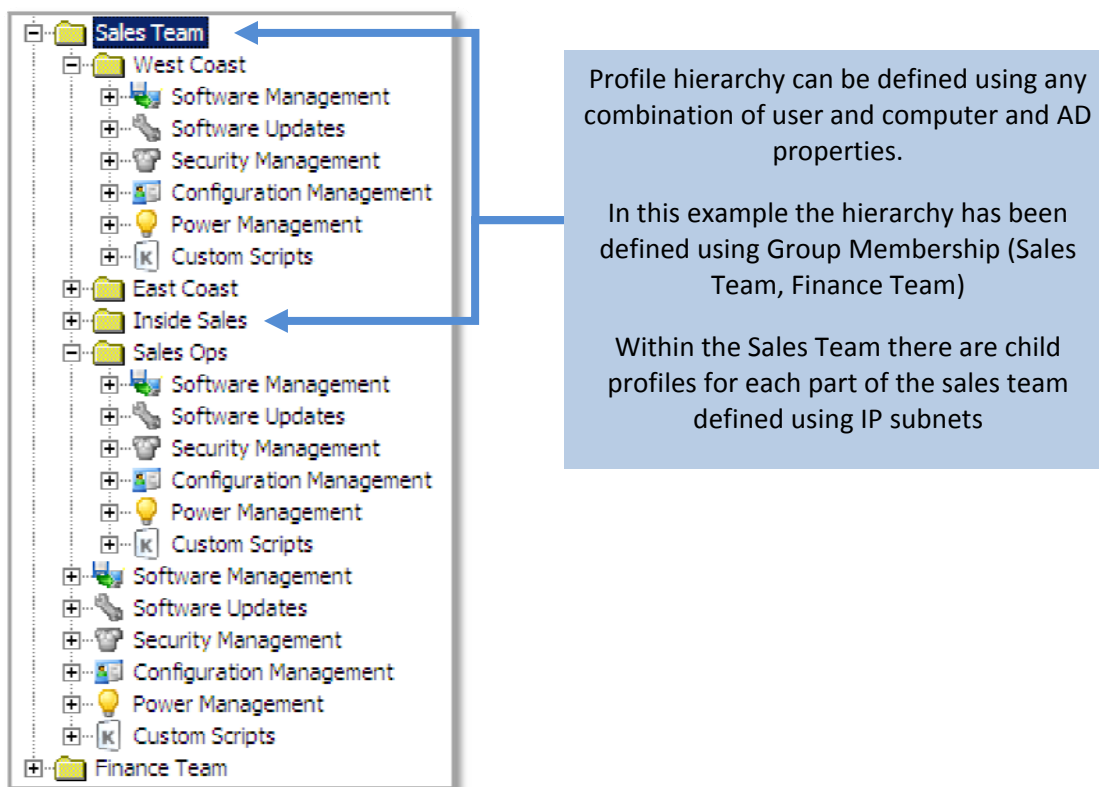 Sales Team
West Coast
Software Management
Software Updates
Security Management
Configuration Management
Power Management
Custom Scripts
East Coast
Inside Sales
Sales Ops
Software Management
Software Updates
Security Management
Configuration Management
Power Management
Custom Scripts
Software Management
Software Updates
Security Management
Configuration Management
Power Management
Custom Scripts
Finance Team
Profile hierarchy can be defined using any
combination of user and computer and AD
properties.
In this example the hierarchy has been
defined using Group Membership (Sales
Team, Finance Team)
Within the Sales Team there are child
profiles for each part of the sales team
defined using IP subnets